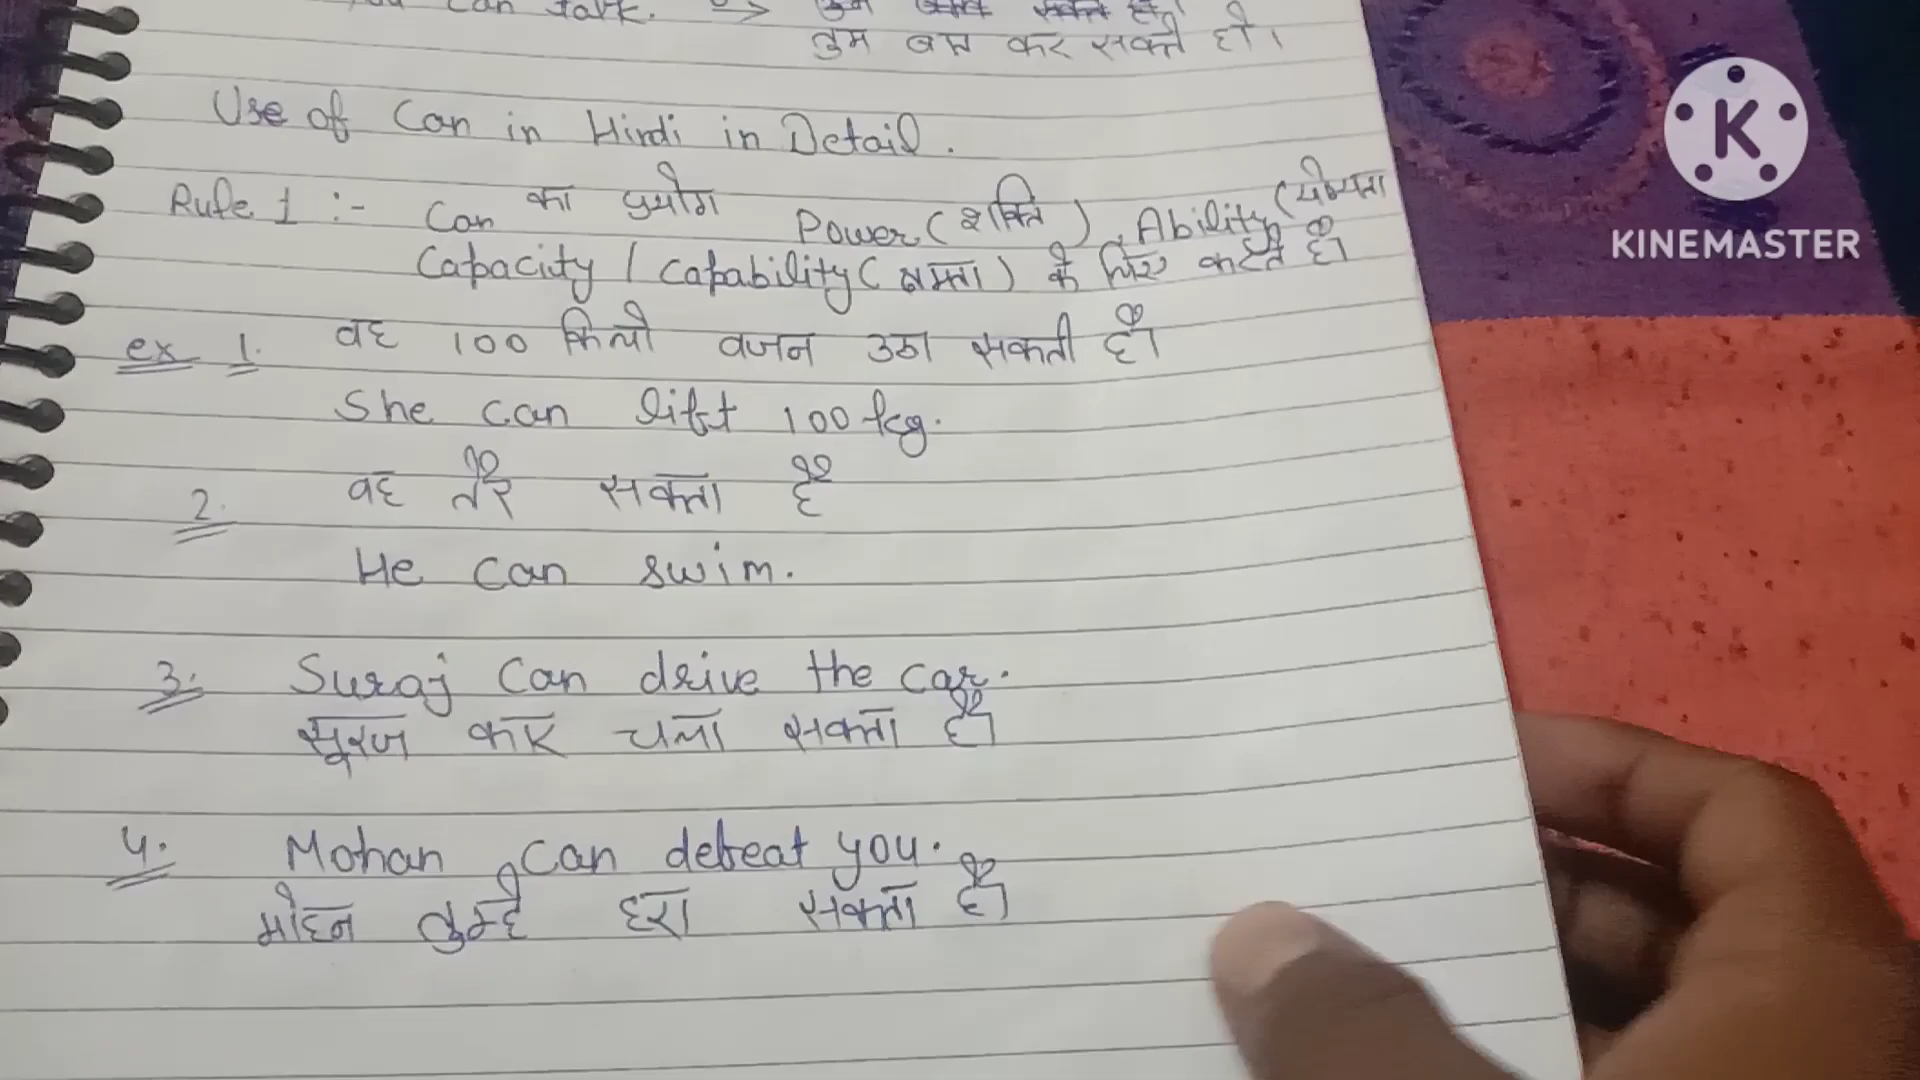 You can talk. => तुम
तुम बात कर सकते हो।
Use of Can in Hindi in Detail.
Rule 1 :- Can का प्रयोग Power (शक्ति), Ability (योग्यता
Capacity / Capability (क्षमता) के लिए करते है।
ex 1. वह 100 किलो वजन उठा सकती है।
She can lift 100 kg.
2. वह तैर सकता है
He can swim.
3. Suraj Can drive the car.
सूरज कार चला सकता है।
4. Mohan Can defeat you.
मोहन तुम्हे हरा सकता है।
K
KINEMASTER